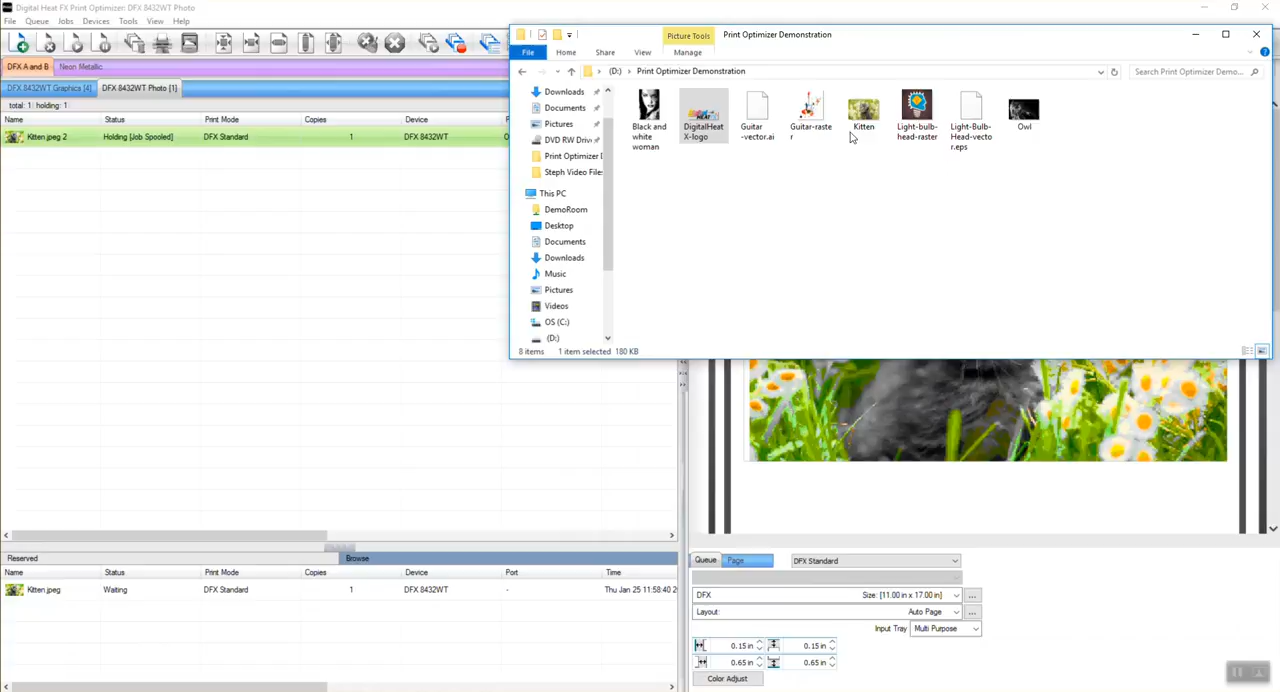 Digital Heat FX Print Optimizer: DFX 8432WT Photo
File Queue Jobs Devices Tools View Help
DFX A and B Neon Metallic
DFX 8432WT Graphics [4] DFX 8432WT Photo [1]
total: 1 holding: 1
Name Status Print Mode Copies Device
Kitten.jpeg 2 Holding [Job Spooled] DFX Standard 1 DFX 8432WT
Picture Tools Print Optimizer Demonstration
File Home Share View Manage
(D:) Print Optimizer Demonstration Search Print Optimizer Demo...
Downloads
Documents
Pictures
DVD RW Driv
Print Optimizer D
Steph Video Files
This PC
DemoRoom
Desktop
Documents
Downloads
Music
Pictures
Videos
OS (C:)
(D:)
Black and white woman
DigitalHeat X-logo
Guitar -vector.ai
Guitar-raste r
Kitten
Light-bulb- head-raster
Light-Bulb- Head-vecto r.eps
Owl
8 items 1 item selected 180 KB
Reserved Browse
Name Status Print Mode Copies Device Port Time
Kitten.jpeg Waiting DFX Standard 1 DFX 8432WT - Thu Jan 25 11:58:40 2
Queue Page DFX Standard
DFX Size: [11.00 in x 17.00 in] ...
Layout: Auto Page ...
Input Tray Multi Purpose
0.15 in 0.15 in
0.65 in 0.65 in
Color Adjust